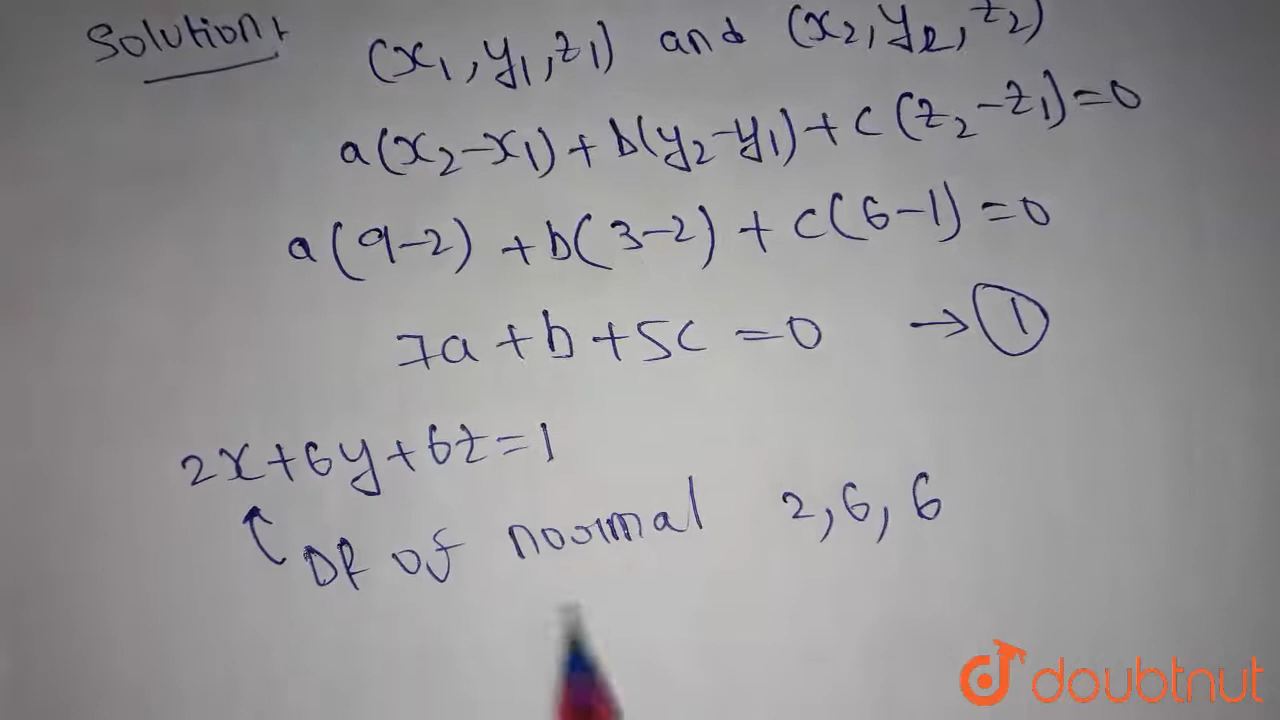 Solution:
(x₁, y₁, z₁) and (x₂, y₂, z₂)
a(x₂-x₁) + b(y₂-y₁) + c(z₂-z₁)=0
a(9-2) + b(3-2) + c(6-1)=0
7a + b + 5c = 0 → ①
2x+6y+6z=1
DR of normal 2, 6, 6
doubtnut